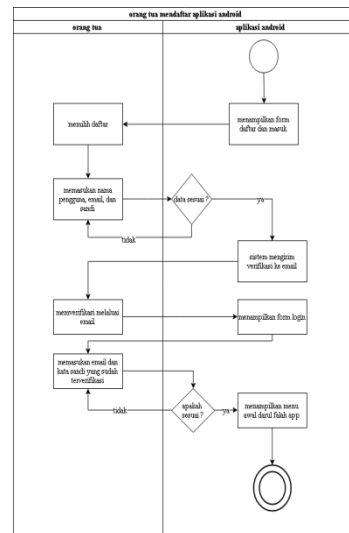 orang tua mendaftar aplikasi android
orang tua
aplikasi android
menampilkan form
daftar dan masuk
memilih daftar
memasukan nama
pengguna, email, dan
sandi
data sesuai ?
ya
tidak
sistem mengirim
verifikasi ke email
memverifikasi melaluai
email
menampilkan form login
memasukan email dan
kata sandi yang sudah
terverifikasi
apakah
sesuai ?
tidak
ya
menampilkan menu
awal darul falah app